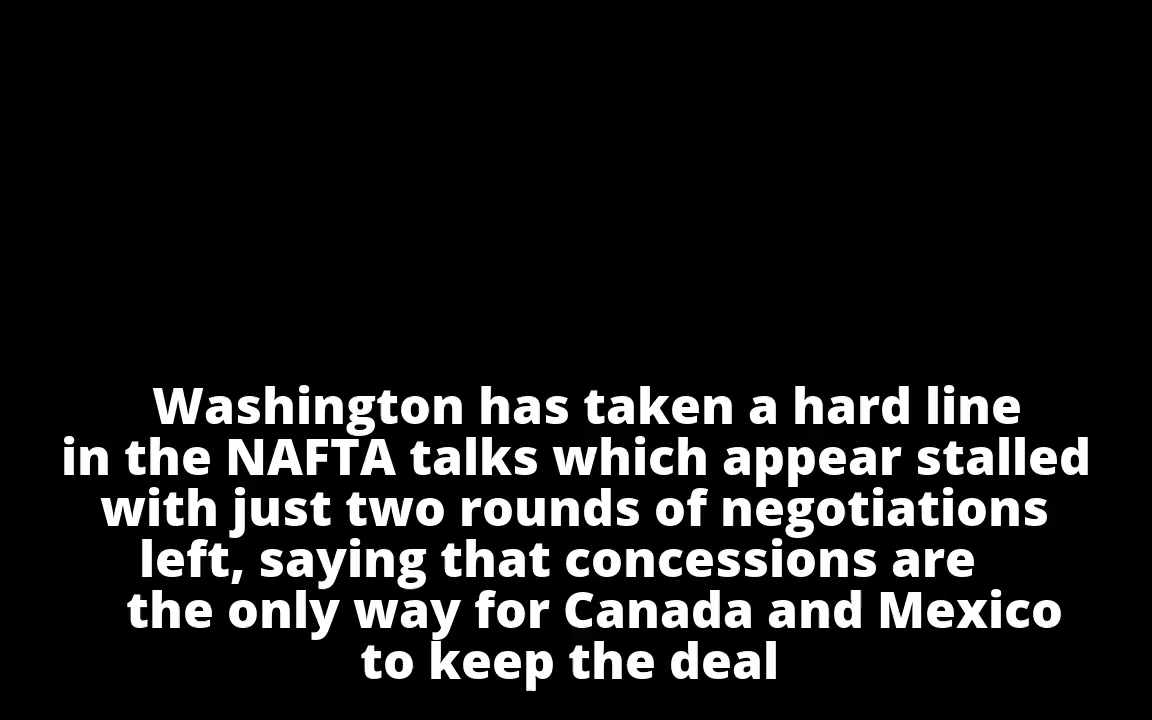 Washington has taken a hard line
in the NAFTA talks which appear stalled
with just two rounds of negotiations
left, saying that concessions are
the only way for Canada and Mexico
to keep the deal